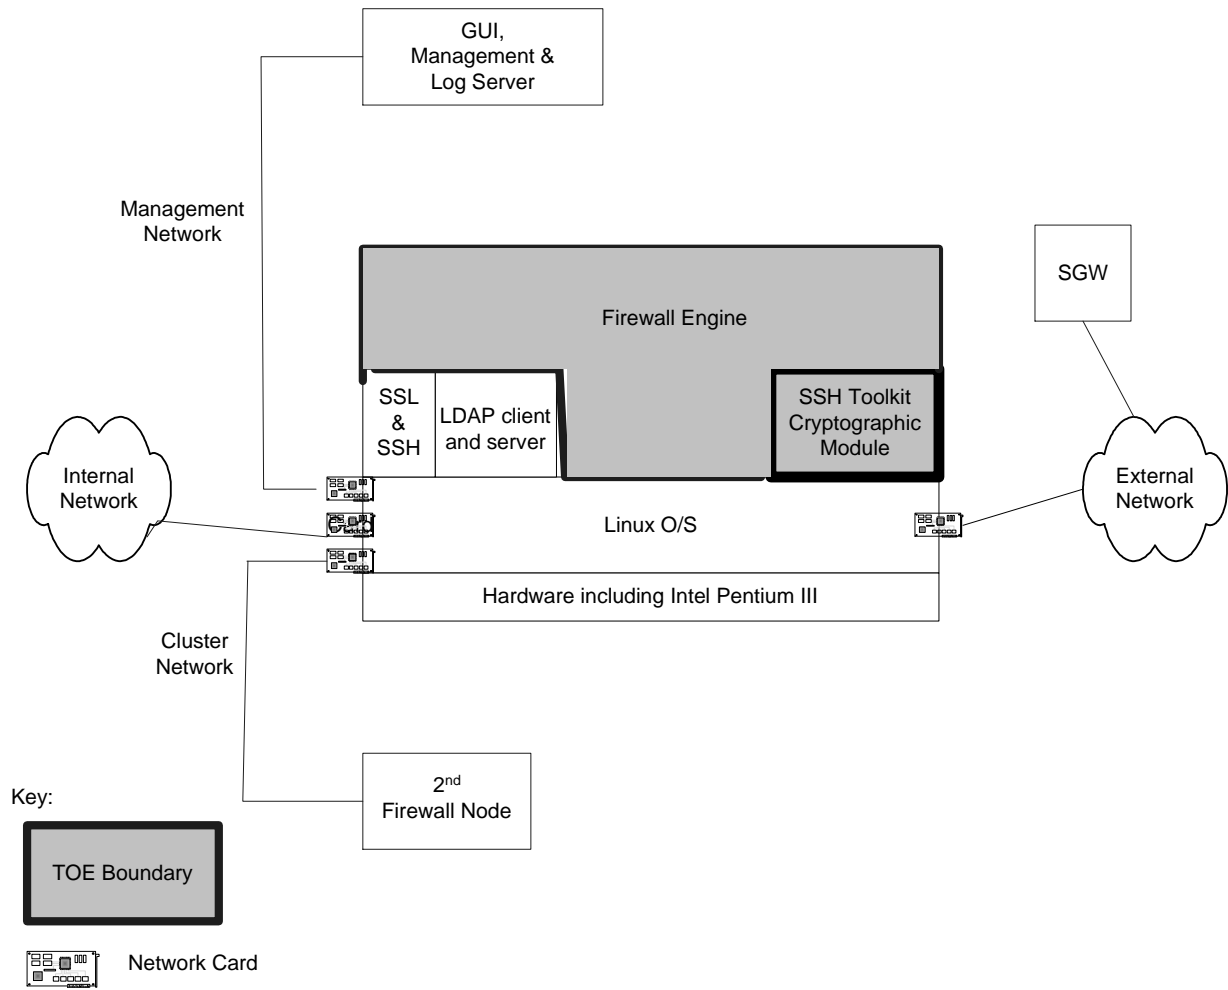 GUI,
Management &
Log Server
Management
Network
SGW
Firewall Engine
SSL
&
SSH
LDAP client
and server
SSH Toolkit
Cryptographic
Module
Internal
Network
External
Network
Linux O/S
Hardware including Intel Pentium III
Cluster
Network
2nd
Firewall Node
Key:
TOE Boundary
Network Card